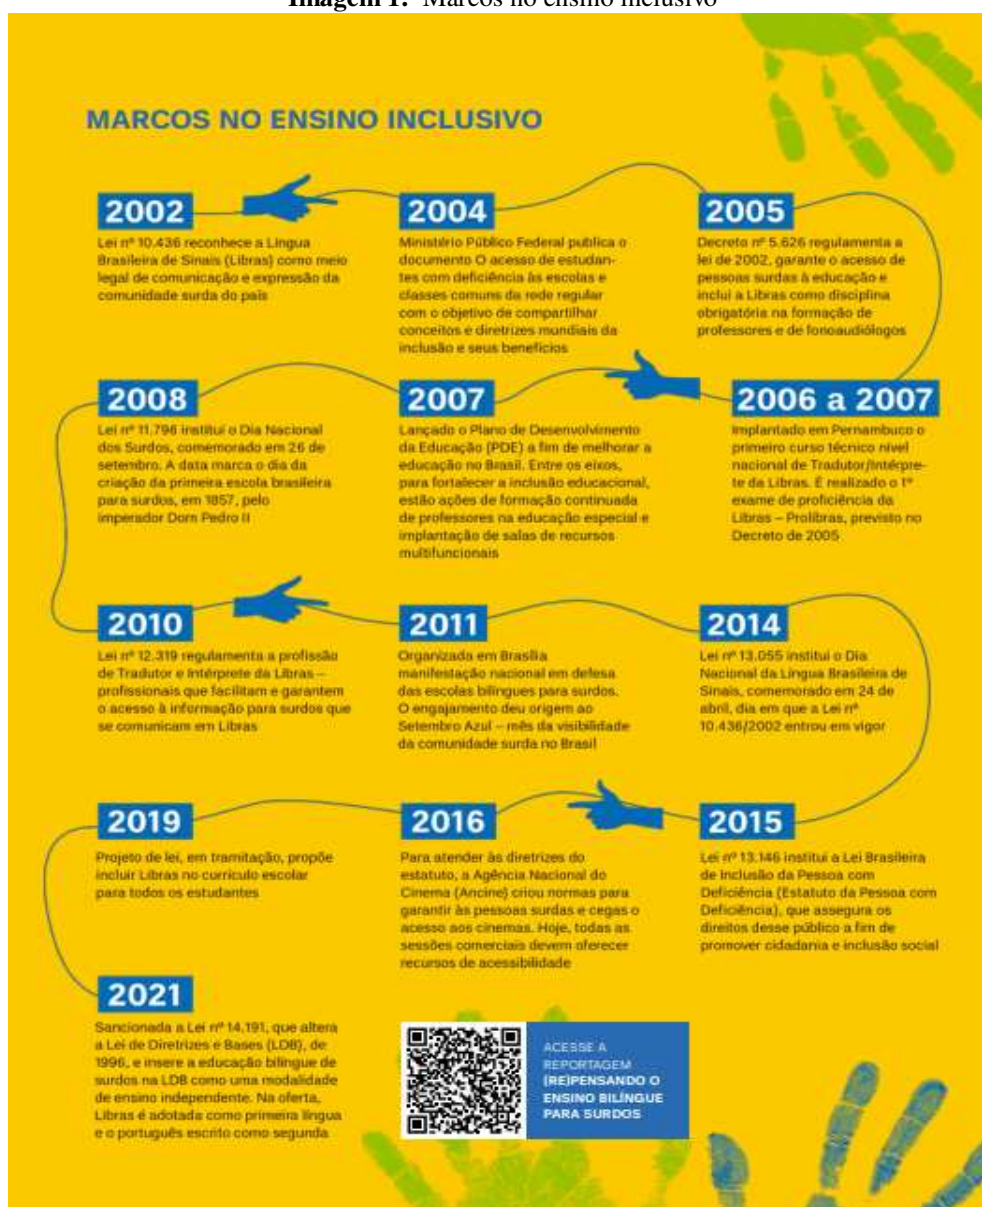 Imagem 1: Marcos no ensino inclusivo
MARCOS NO ENSINO INCLUSIVO
2002
Lei nº 10.436 reconhece a Língua
Brasileira de Sinais (Libras) como meio
legal de comunicação e expressão da
comunidade surda do país
2004
Ministério Público Federal publica o
documento O acesso de estudan-
tes com deficiência às escolas e
classes comuns da rede regular
com o objetivo de compartilhar
conceitos e diretrizes mundiais da
inclusão e seus benefícios
2005
Decreto nº 5.626 regulamenta a
lei de 2002, garante o acesso de
pessoas surdas à educação e
inclui a Libras como disciplina
obrigatória na formação de
professores e de fonoaudiólogos
2006 a 2007
Implantado em Pernambuco o
primeiro curso técnico nível
nacional de Tradutor/Intérpre-
te da Libras. É realizado o 1º
exame de proficiência da
Libras – Prolibras, previsto no
Decreto de 2005
2007
Lançado o Plano de Desenvolvimento
da Educação (PDE) a fim de melhorar a
educação no Brasil. Entre os eixos,
para fortalecer a inclusão educacional,
estão ações de formação continuada
de professores na educação especial e
implantação de salas de recursos
multifuncionais
2008
Lei nº 11.796 institui o Dia Nacional
dos Surdos, comemorado em 26 de
setembro. A data marca o dia da
criação da primeira escola brasileira
para surdos, em 1857, pelo
imperador Dom Pedro II
2010
Lei nº 12.319 regulamenta a profissão
de Tradutor e Intérprete da Libras –
profissionais que facilitam e garantem
o acesso à informação para surdos que
se comunicam em Libras
2011
Organizada em Brasília
manifestação nacional em defesa
das escolas bilíngues para surdos.
O engajamento deu origem ao
Setembro Azul – mês da visibilidade
da comunidade surda no Brasil
2014
Lei nº 13.055 institui o Dia
Nacional da Língua Brasileira de
Sinais, comemorado em 24 de
abril, dia em que a Lei nº
10.436/2002 entrou em vigor
2015
Lei nº 13.146 institui a Lei Brasileira
de Inclusão da Pessoa com
Deficiência (Estatuto da Pessoa com
Deficiência), que assegura os
direitos desse público a fim de
promover cidadania e inclusão social
2016
Para atender às diretrizes do
estatuto, a Agência Nacional do
Cinema (Ancine) criou normas para
garantir às pessoas surdas e cegas o
acesso aos cinemas. Hoje, todas as
sessões comerciais devem oferecer
recursos de acessibilidade
2019
Projeto de lei, em tramitação, propõe
incluir Libras no currículo escolar
para todos os estudantes
2021
Sancionada a Lei nº 14.191, que altera
a Lei de Diretrizes e Bases (LDB), de
1996, e insere a educação bilíngue de
surdos na LDB como uma modalidade
de ensino independente. Na oferta,
Libras é adotada como primeira língua
e o português escrito como segunda
ACESSE A
REPORTAGEM
(RE)PENSANDO O
ENSINO BILÍNGUE
PARA SURDOS